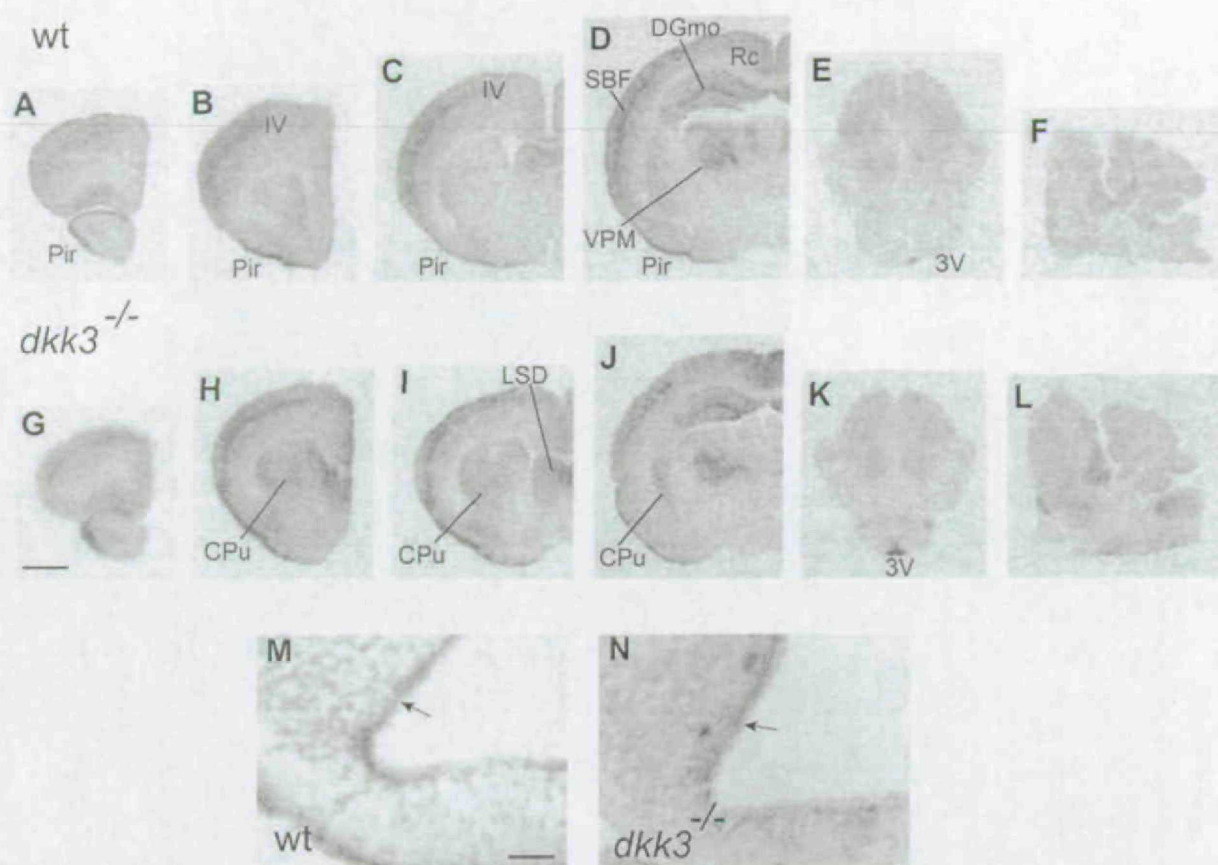 wt
A
B
IV
Pir
Pir
C
IV
Pir
D
DGmo
Rc
SBF
VPM
Pir
E
3V
F
dkk3 -/-
G
H
CPu
I
LSD
CPu
J
CPu
K
3V
L
M
wt
N
dkk3 -/-